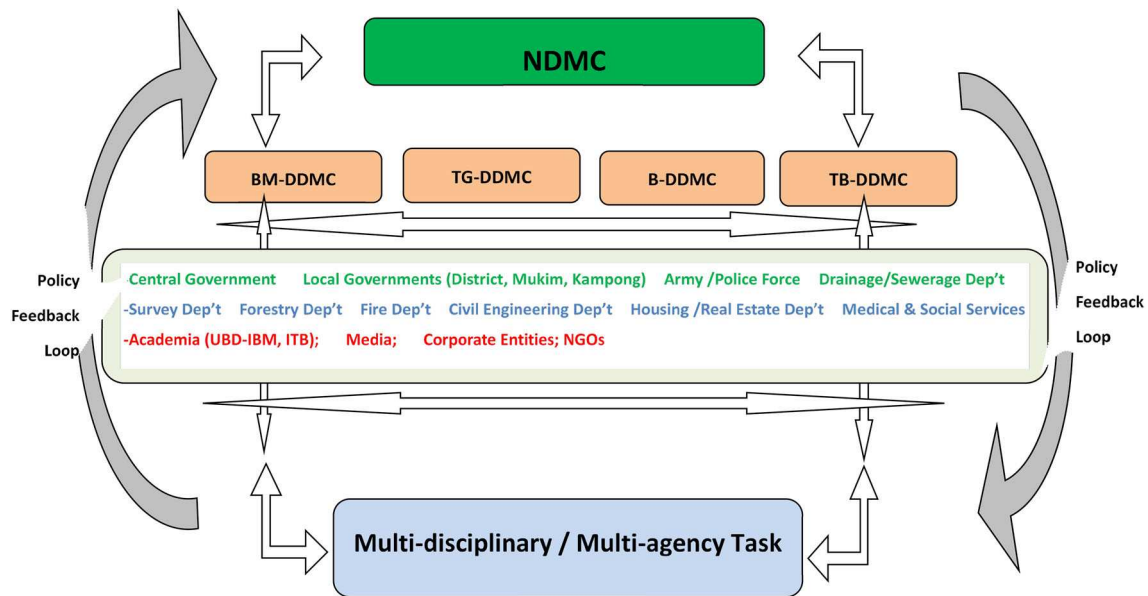 NDMC
BM-DDMC
TG-DDMC
B-DDMC
TB-DDMC
Policy
Feedback
Loop
-Central Government Local Governments (District, Mukim, Kampong) Army /Police Force Drainage/Sewerage Dep't
-Survey Dep't Forestry Dep't Fire Dep't Civil Engineering Dep't Housing /Real Estate Dep't Medical & Social Services
-Academia (UBD-IBM, ITB); Media; Corporate Entities; NGOs
Policy
Feedback
Loop
Multi-disciplinary / Multi-agency Task